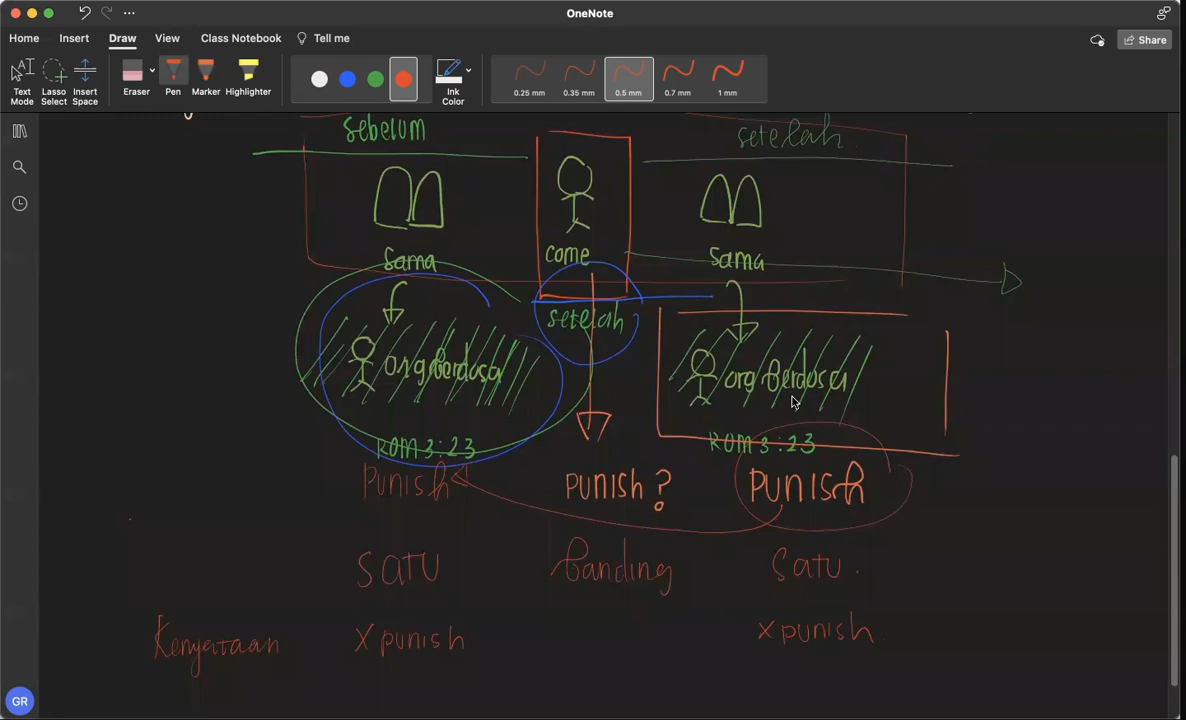 OneNote
Home Insert Draw View Class Notebook Tell me
Share
Text Mode
Lasso Select
Insert Space
Eraser
Pen
Marker
Highlighter
Ink Color
0.25 mm
0.35 mm
0.5 mm
0.7 mm
1 mm
sebelum
setelah
sama
come
sama
setelah
org berdosa
org berdosa
ROM 3:23
ROM 3:23
PUNISh
PUNISH ?
PUNISh
SATU
banding
Satu.
Kenyataan
X punish
X punish
GR